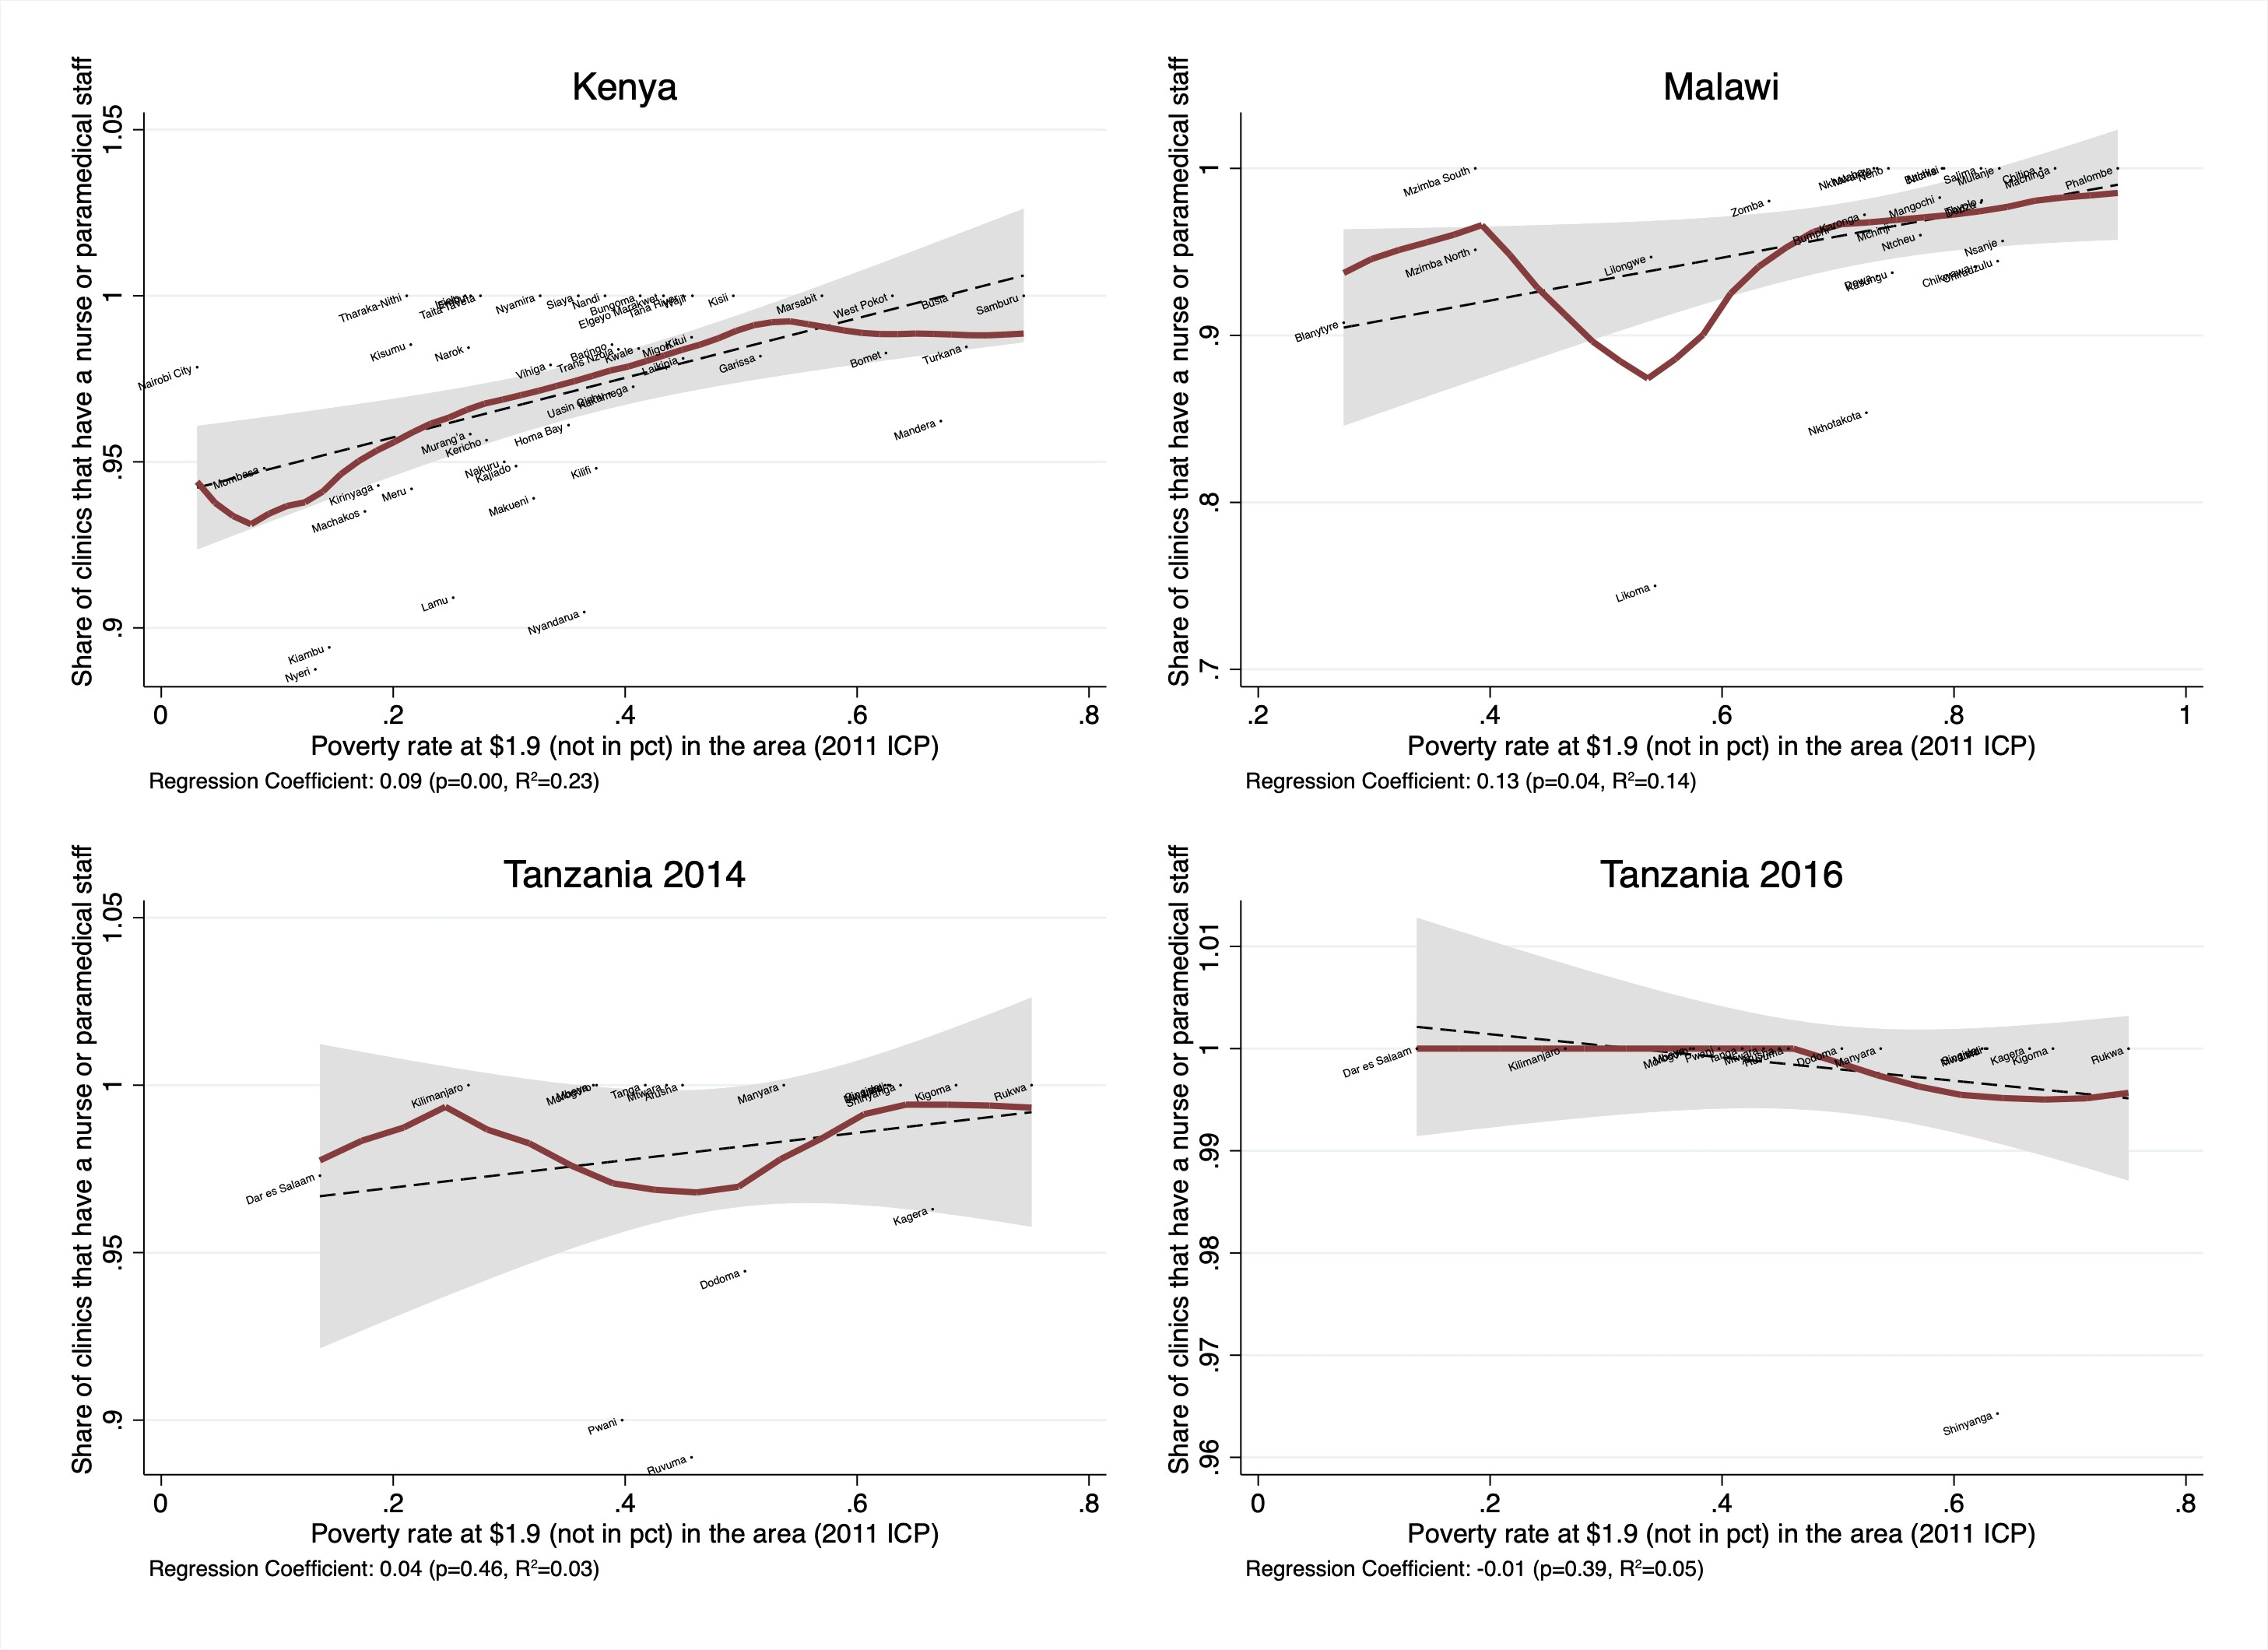 Kenya
Share of clinics that have a nurse or paramedical staff
1.05
1
.95
.9
Tharaka-Nithi
Taita Taveta
Nyamira
Siaya
Nandi
Bungoma
Elgeyo Marakwet
Tana River
Wajir
Kisii
Marsabit
West Pokot
Busia
Samburu
Kisumu
Narok
Nairobi City
Vihiga
Baringo
Trans Nzoia
Kwale
Migori
Kitui
Laikipia
Garissa
Bomet
Turkana
Uasin Gishu
Kakamega
Mombasa
Murang'a
Kericho
Homa Bay
Mandera
Nakuru
Kajiado
Kilifi
Kirinyaga
Meru
Makueni
Machakos
Lamu
Nyandarua
Kiambu
Nyeri
0 .2 .4 .6 .8
Poverty rate at $1.9 (not in pct) in the area (2011 ICP)
Regression Coefficient: 0.09 (p=0.00, R²=0.23)
Malawi
Share of clinics that have a nurse or paramedical staff
1
.9
.8
.7
Mzimba South
Neno
Salima
Mulanje
Chitipa
Machinga
Phalombe
Zomba
Mangochi
Karonga
Rumphi
Mchinji
Ntcheu
Nsanje
Mzimba North
Lilongwe
Dowa
Kasungu
Chikwawa
Chiradzulu
Blanytyre
Nkhotakota
Likoma
.2 .4 .6 .8 1
Poverty rate at $1.9 (not in pct) in the area (2011 ICP)
Regression Coefficient: 0.13 (p=0.04, R²=0.14)
Tanzania 2014
Share of clinics that have a nurse or paramedical staff
1.05
1
.95
.9
Kilimanjaro
Tanga
Mtwara
Arusha
Manyara
Shinyanga
Kigoma
Rukwa
Dar es Salaam
Kagera
Dodoma
Pwani
Ruvuma
0 .2 .4 .6 .8
Poverty rate at $1.9 (not in pct) in the area (2011 ICP)
Regression Coefficient: 0.04 (p=0.46, R²=0.03)
Tanzania 2016
Share of clinics that have a nurse or paramedical staff
1.01
1
.99
.98
.97
.96
Dar es Salaam
Kilimanjaro
Pwani
Tanga
Mtwara
Ruvuma
Dodoma
Manyara
Kagera
Kigoma
Rukwa
Shinyanga
0 .2 .4 .6 .8
Poverty rate at $1.9 (not in pct) in the area (2011 ICP)
Regression Coefficient: -0.01 (p=0.39, R²=0.05)